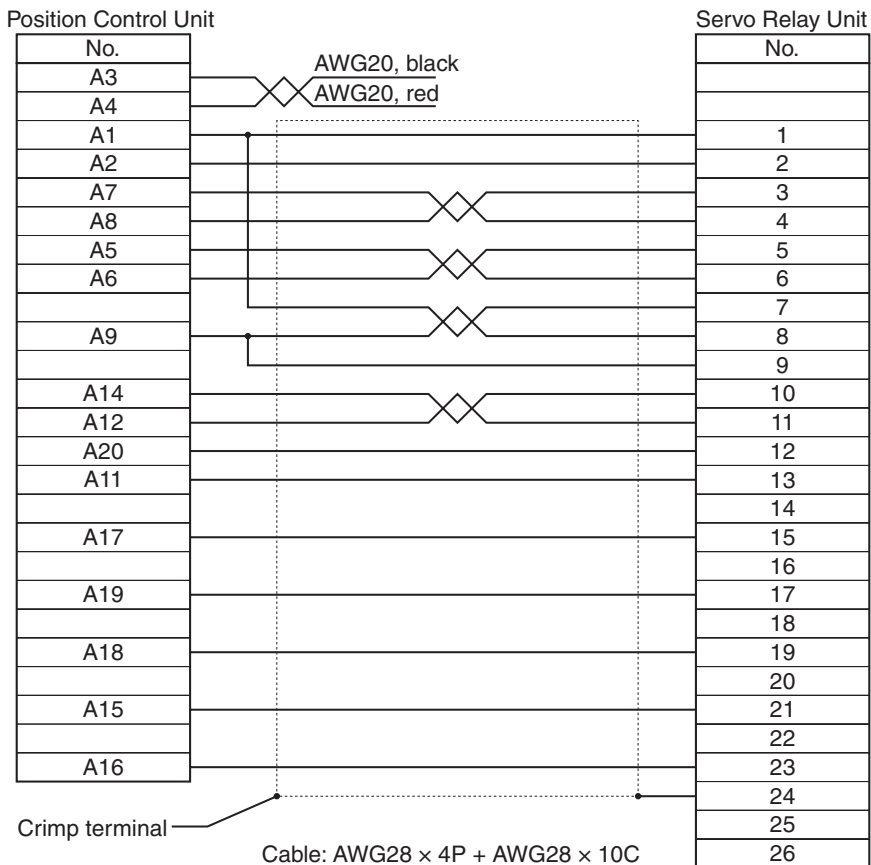 Position Control Unit Servo Relay Unit
No. No.
A3 AWG20, black
A4 AWG20, red
A1 1
A2 2
A7 3
A8 4
A5 5
A6 6
7
A9 8
9
A14 10
A12 11
A20 12
A11 13
14
A17 15
16
A19 17
18
A18 19
20
A15 21
22
A16 23
24
Crimp terminal 25
Cable: AWG28 × 4P + AWG28 × 10C 26